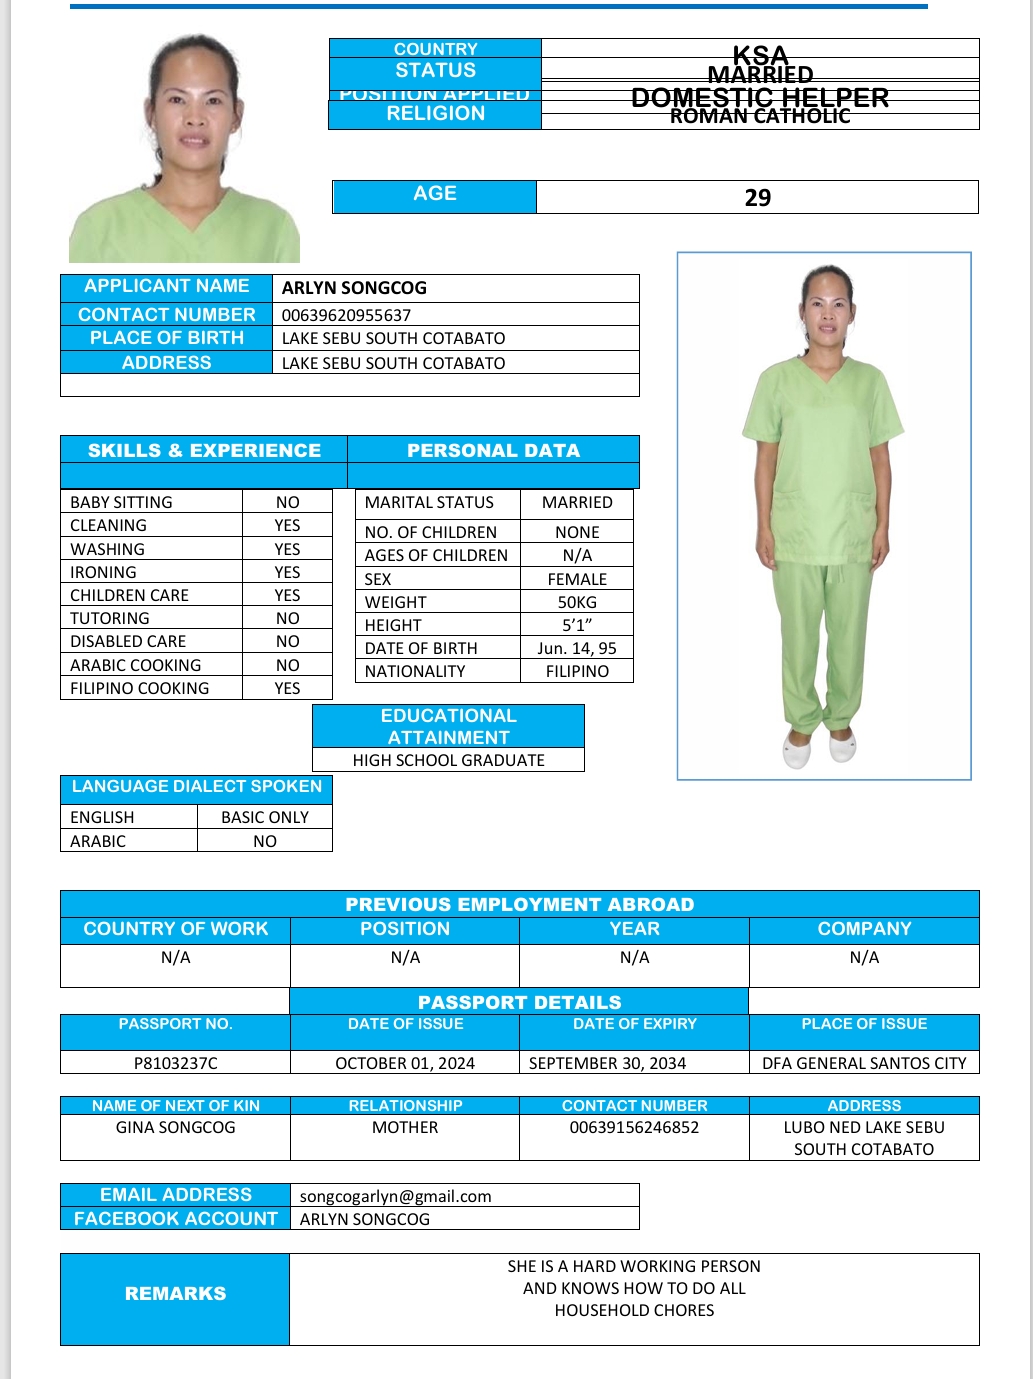 COUNTRY KSA
STATUS MARRIED
POSITION APPLIED DOMESTIC HELPER
RELIGION ROMAN CATHOLIC
AGE 29
APPLICANT NAME ARLYN SONGCOG
CONTACT NUMBER 00639620955637
PLACE OF BIRTH LAKE SEBU SOUTH COTABATO
ADDRESS LAKE SEBU SOUTH COTABATO
SKILLS & EXPERIENCE PERSONAL DATA
BABY SITTING NO
CLEANING YES
WASHING YES
IRONING YES
CHILDREN CARE YES
TUTORING NO
DISABLED CARE NO
ARABIC COOKING NO
FILIPINO COOKING YES
MARITAL STATUS MARRIED
NO. OF CHILDREN NONE
AGES OF CHILDREN N/A
SEX FEMALE
WEIGHT 50KG
HEIGHT 5’1”
DATE OF BIRTH Jun. 14, 95
NATIONALITY FILIPINO
EDUCATIONAL
ATTAINMENT
HIGH SCHOOL GRADUATE
LANGUAGE DIALECT SPOKEN
ENGLISH BASIC ONLY
ARABIC NO
PREVIOUS EMPLOYMENT ABROAD
COUNTRY OF WORK POSITION YEAR COMPANY
N/A N/A N/A N/A
PASSPORT DETAILS
PASSPORT NO. DATE OF ISSUE DATE OF EXPIRY PLACE OF ISSUE
P8103237C OCTOBER 01, 2024 SEPTEMBER 30, 2034 DFA GENERAL SANTOS CITY
NAME OF NEXT OF KIN RELATIONSHIP CONTACT NUMBER ADDRESS
GINA SONGCOG MOTHER 00639156246852 LUBO NED LAKE SEBU
SOUTH COTABATO
EMAIL ADDRESS songcogarlyn@gmail.com
FACEBOOK ACCOUNT ARLYN SONGCOG
REMARKS
SHE IS A HARD WORKING PERSON
AND KNOWS HOW TO DO ALL
HOUSEHOLD CHORES